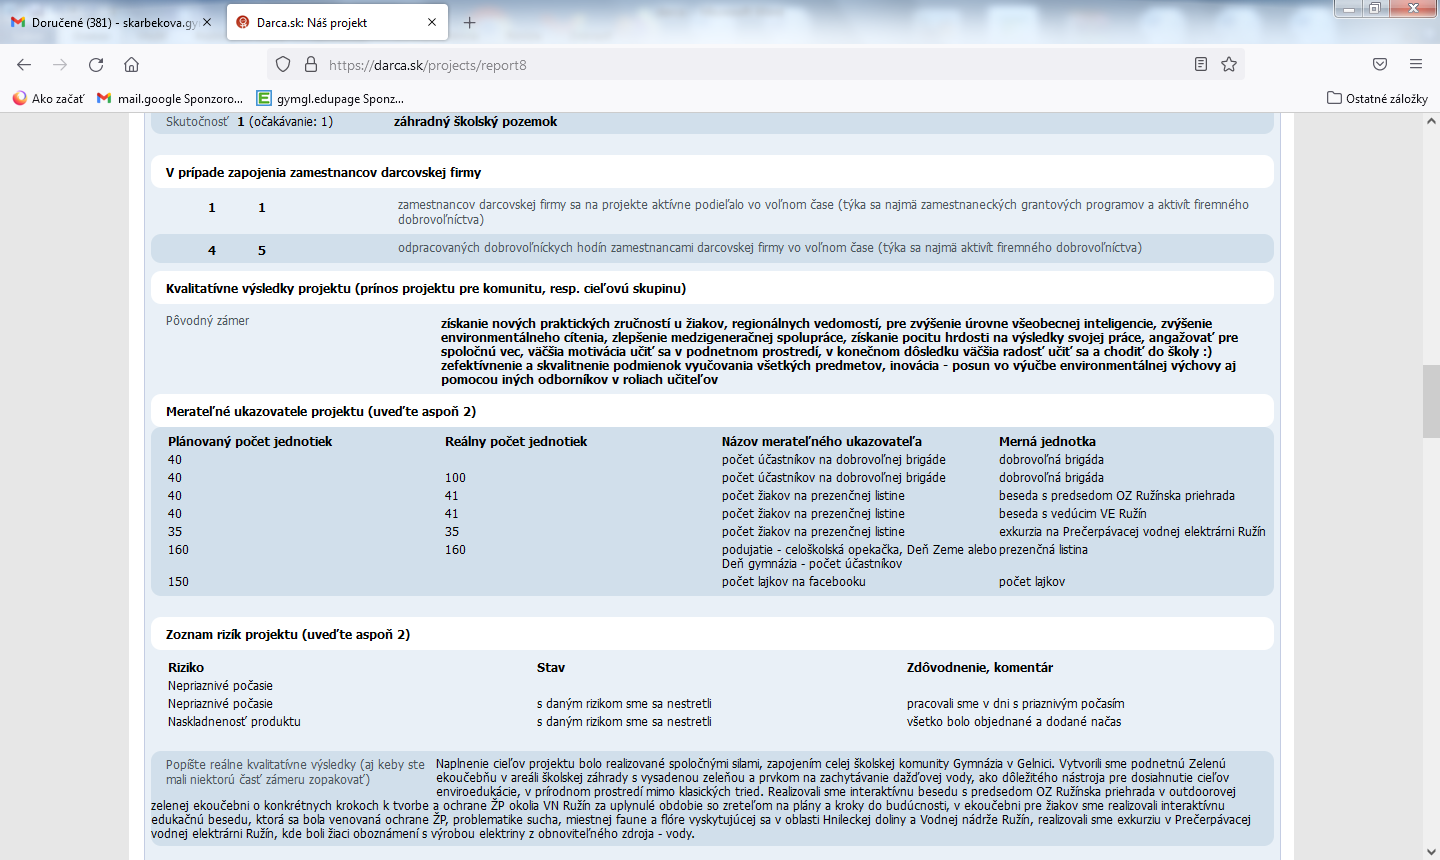 Doručené (381) - skarbekova.gy
Darca.sk: Náš projekt
https://darca.sk/projects/report8
Ako začať
mail.google Sponzoro...
gymgl.edupage Sponz...
Ostatné záložky
Skutočnosť 1 (očakávanie: 1) záhradný školský pozemok
V prípade zapojenia zamestnancov darcovskej firmy
1 1 zamestnancov darcovskej firmy sa na projekte aktívne podieľalo vo voľnom čase (týka sa najmä zamestnaneckých grantových programov a aktivít firemného
dobrovoľníctva)
4 5 odpracovaných dobrovoľníckych hodín zamestnancami darcovskej firmy vo voľnom čase (týka sa najmä aktivít firemného dobrovoľníctva)
Kvalitatívne výsledky projektu (prínos projektu pre komunitu, resp. cieľovú skupinu)
Pôvodný zámer
získanie nových praktických zručností u žiakov, regionálnych vedomostí, pre zvýšenie úrovne všeobecnej inteligencie, zvýšenie
environmentálneho cítenia, zlepšenie medzigeneračnej spolupráce, získanie pocitu hrdosti na výsledky svojej práce, angažovať pre
spoločnú vec, väčšia motivácia učiť sa v podnetnom prostredí, v konečnom dôsledku väčšia radosť učiť sa a chodiť do školy :)
zefektívnenie a skvalitnenie podmienok vyučovania všetkých predmetov, inovácia - posun vo výučbe environmentálnej výchovy aj
pomocou iných odborníkov v roliach učiteľov
Merateľné ukazovatele projektu (uveďte aspoň 2)
Plánovaný počet jednotiek Reálny počet jednotiek Názov merateľného ukazovateľa Merná jednotka
40 počet účastníkov na dobrovoľnej brigáde dobrovoľná brigáda
40 100 počet účastníkov na dobrovoľnej brigáde dobrovoľná brigáda
40 41 počet žiakov na prezenčnej listine beseda s predsedom OZ Ružínska priehrada
40 41 počet žiakov na prezenčnej listine beseda s vedúcim VE Ružín
35 35 počet žiakov na prezenčnej listine exkurzia na Prečerpávacej vodnej elektrárni Ružín
160 160 podujatie - celoškolská opekačka, Deň Zeme alebo prezenčná listina
Deň gymnázia - počet účastníkov
150 počet lajkov na facebooku počet lajkov
Zoznam rizík projektu (uveďte aspoň 2)
Riziko Stav Zdôvodnenie, komentár
Nepriaznivé počasie
Nepriaznivé počasie s daným rizikom sme sa nestretli pracovali sme v dni s priaznivým počasím
Naskladnenosť produktu s daným rizikom sme sa nestretli všetko bolo objednané a dodané načas
Popíšte reálne kvalitatívne výsledky (aj keby ste
mali niektorú časť zámeru zopakovať)
Naplnenie cieľov projektu bolo realizované spoločnými silami, zapojením celej školskej komunity Gymnázia v Gelnici. Vytvorili sme podnetnú Zelenú
ekoučebňu v areáli školskej záhrady s vysadenou zeleňou a prvkom na zachytávanie dažďovej vody, ako dôležitého nástroja pre dosiahnutie cieľov
enviroedukácie, v prírodnom prostredí mimo klasických tried. Realizovali sme interaktívnu besedu s predsedom OZ Ružínska priehrada v outdoorovej
zelenej ekoučebni o konkrétnych krokoch k tvorbe a ochrane ŽP okolia VN Ružín za uplynulé obdobie so zreteľom na plány a kroky do budúcnosti, v ekoučebni pre žiakov sme realizovali interaktívnu
edukačnú besedu, ktorá sa bola venovaná ochrane ŽP, problematike sucha, miestnej faune a flóre vyskytujúcej sa v oblasti Hnileckej doliny a Vodnej nádrže Ružín, realizovali sme exkurziu v Prečerpávacej
vodnej elektrárni Ružín, kde boli žiaci oboznámení s výrobou elektriny z obnoviteľného zdroja - vody.